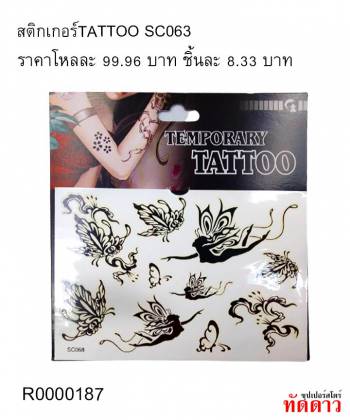 สติกเกอร์TATTOO SC063
ราคาโหลละ 99.96 บาท ชิ้นละ 8.33 บาท
TEMPORARY
TATTOO
SC068
R0000187
ซุปเปอร์สโตร์
ทัดดาว